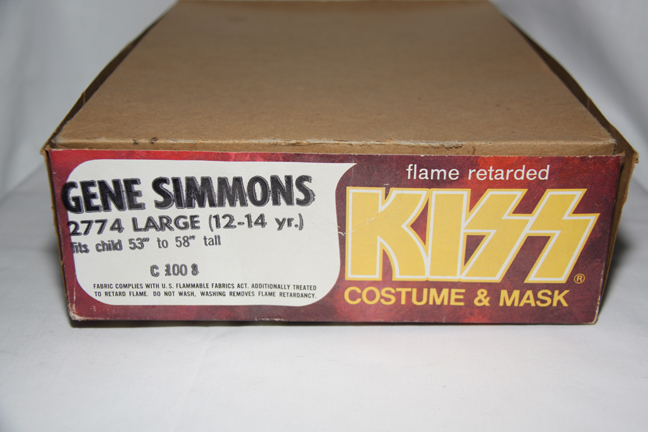 GENE SIMMONS
2774 LARGE (12-14 yr.)
fits child 53" to 58" tall
C 100 8
FABRIC COMPLIES WITH U.S. FLAMMABLE FABRICS ACT. ADDITIONALLY TREATED
TO RETARD FLAME. DO NOT WASH, WASHING REMOVES FLAME RETARDANCY.
flame retarded
KISS®
COSTUME & MASK